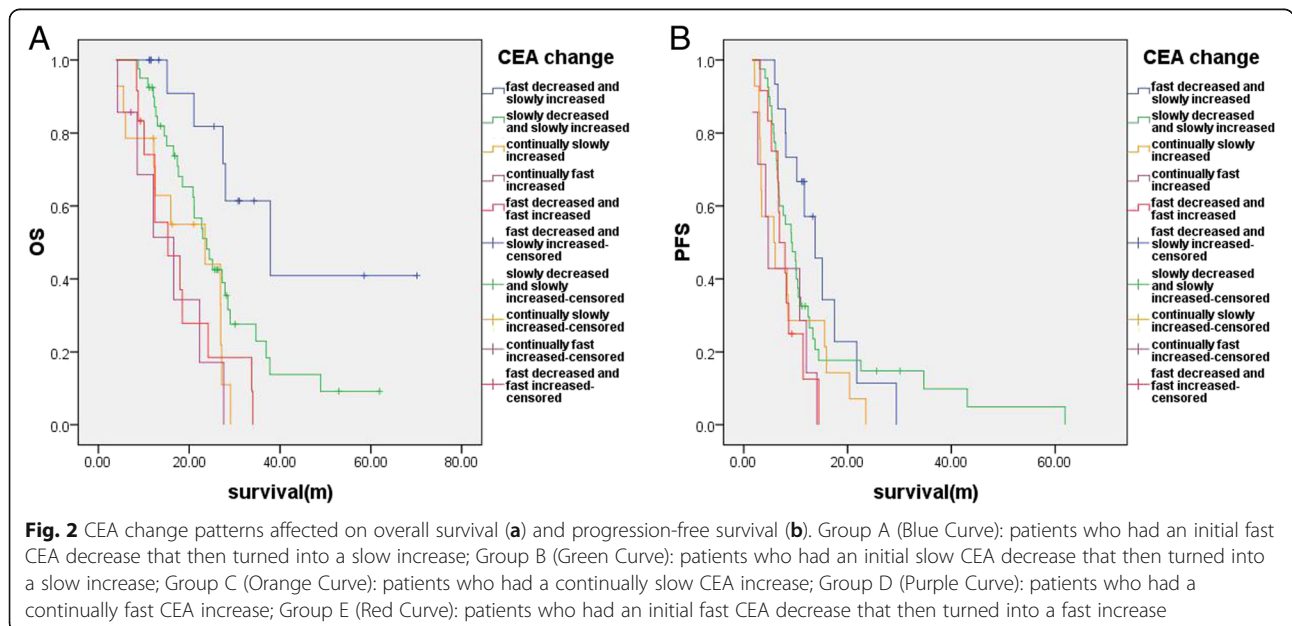 A
CEA change
fast decreased and
slowly increased
slowly decreased
and slowly increased
continually slowly
increased
continually fast
increased
fast decreased and
fast increased
fast decreased and
slowly increased-
censored
slowly decreased
and slowly
increased-censored
continually slowly
increased-censored
continually fast
increased-censored
fast decreased and
fast increased-
censored
OS
1.0
0.8
0.6
0.4
0.2
0.0
0.00 20.00 40.00 60.00 80.00
survival(m)
B
CEA change
fast decreased and
slowly increased
slowly decreased
and slowly increased
continually slowly
increased
continually fast
increased
fast decreased and
fast increased
fast decreased and
slowly increased-
censored
slowly decreased
and slowly
increased-censored
continually slowly
increased-censored
continually fast
increased-censored
fast decreased and
fast increased-
censored
PFS
1.0
0.8
0.6
0.4
0.2
0.0
0.00 20.00 40.00 60.00
survival(m)
Fig. 2 CEA change patterns affected on overall survival (a) and progression-free survival (b). Group A (Blue Curve): patients who had an initial fast
CEA decrease that then turned into a slow increase; Group B (Green Curve): patients who had an initial slow CEA decrease that then turned into
a slow increase; Group C (Orange Curve): patients who had a continually slow CEA increase; Group D (Purple Curve): patients who had a
continually fast CEA increase; Group E (Red Curve): patients who had an initial fast CEA decrease that then turned into a fast increase